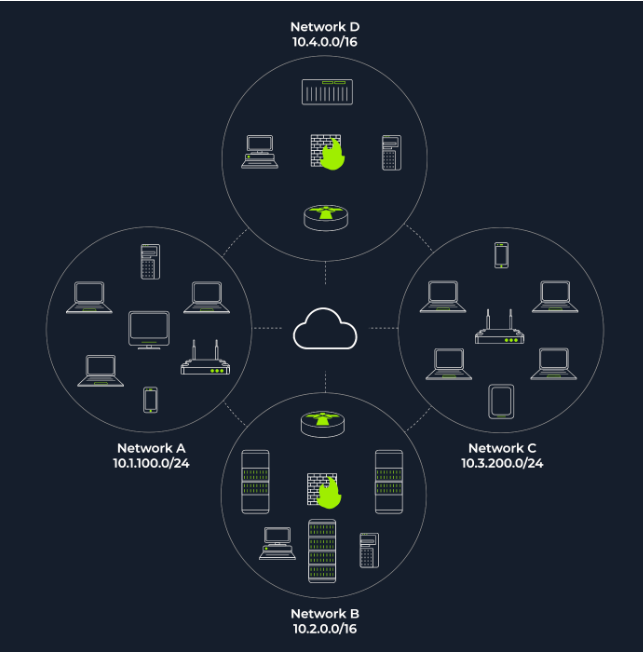 Network D
10.4.0.0/16
Network A
10.1.100.0/24
Network C
10.3.200.0/24
Network B
10.2.0.0/16